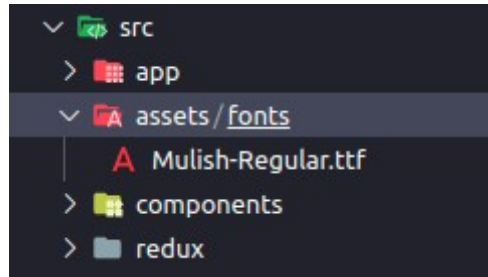 src
app
assets/fonts
Mulish-Regular.ttf
components
redux